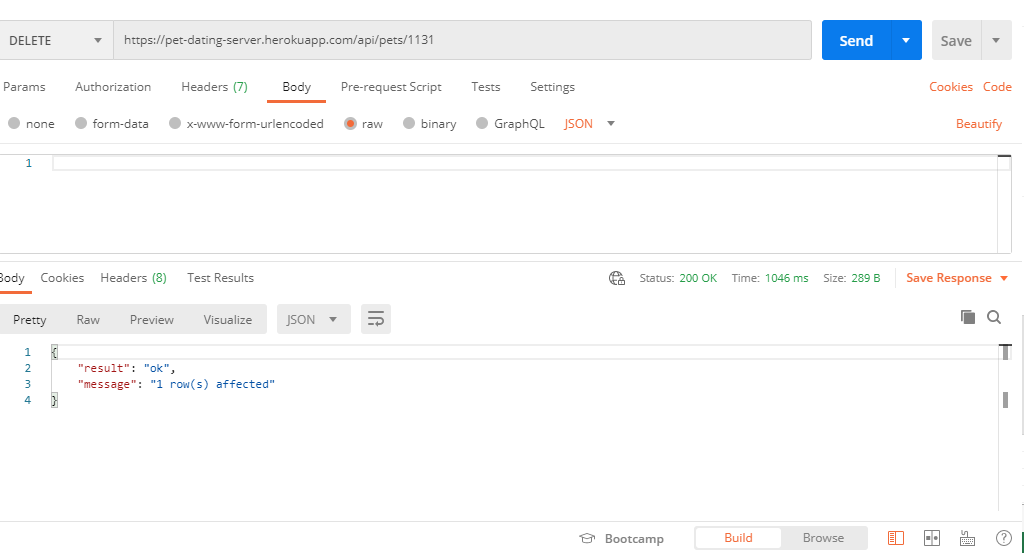 DELETE https://pet-dating-server.herokuapp.com/api/pets/1131 Send Save
Params Authorization Headers (7) Body Pre-request Script Tests Settings Cookies Code
none form-data x-www-form-urlencoded raw binary GraphQL JSON Beautify
1
Body Cookies Headers (8) Test Results Status: 200 OK Time: 1046 ms Size: 289 B Save Response
Pretty Raw Preview Visualize JSON
1 {
2 "result": "ok",
3 "message": "1 row(s) affected"
4 }
Bootcamp Build Browse ?